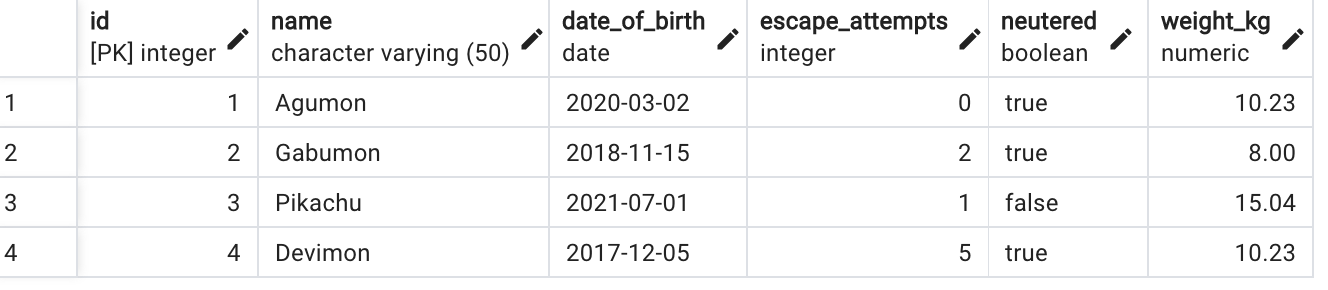 id name date_of_birth escape_attempts neutered weight_kg
[PK] integer character varying (50) date integer boolean numeric
1 1 Agumon 2020-03-02 0 true 10.23
2 2 Gabumon 2018-11-15 2 true 8.00
3 3 Pikachu 2021-07-01 1 false 15.04
4 4 Devimon 2017-12-05 5 true 10.23